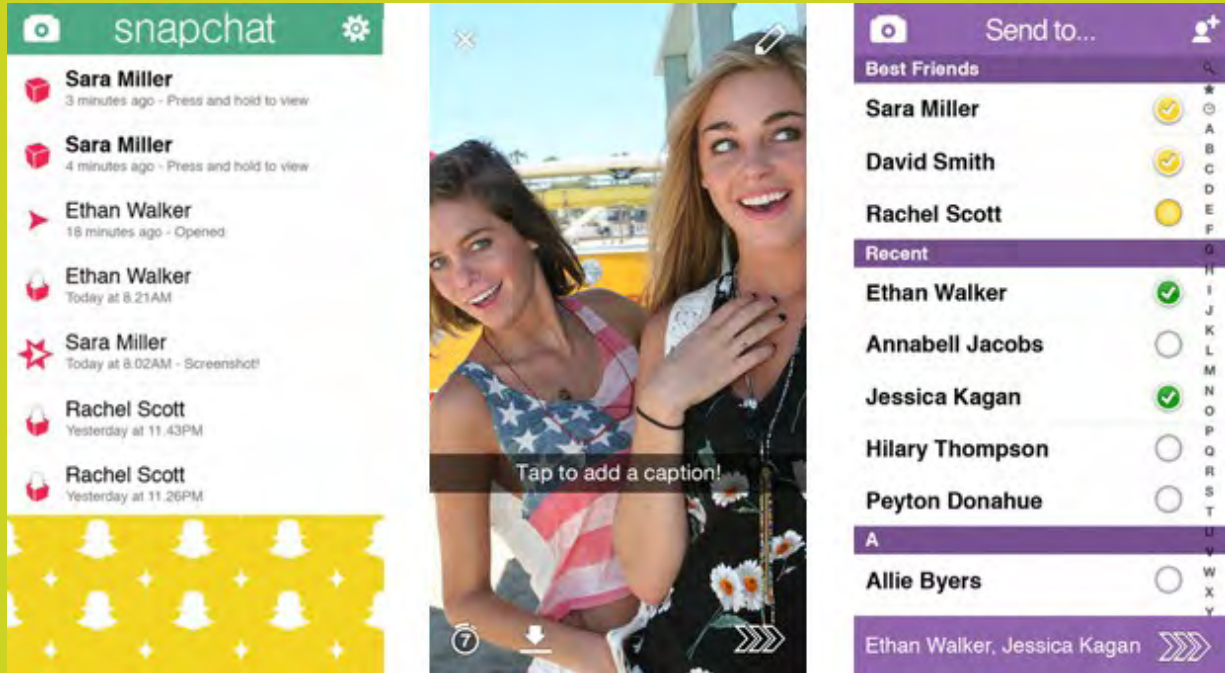 snapchat
Sara Miller
3 minutes ago - Press and hold to view
Sara Miller
4 minutes ago - Press and hold to view
Ethan Walker
18 minutes ago - Opened
Ethan Walker
Today at 8.21AM
Sara Miller
Today at 8.02AM - Screenshot!
Rachel Scott
Yesterday at 11.43PM
Rachel Scott
Yesterday at 11.26PM
Tap to add a caption!
7
Send to...
Best Friends
Sara Miller
David Smith
Rachel Scott
Recent
Ethan Walker
Annabell Jacobs
Jessica Kagan
Hilary Thompson
Peyton Donahue
A
Allie Byers
Ethan Walker, Jessica Kagan
A
B
C
D
E
F
G
H
I
J
K
L
M
N
O
P
Q
R
S
T
U
V
W
X
Y